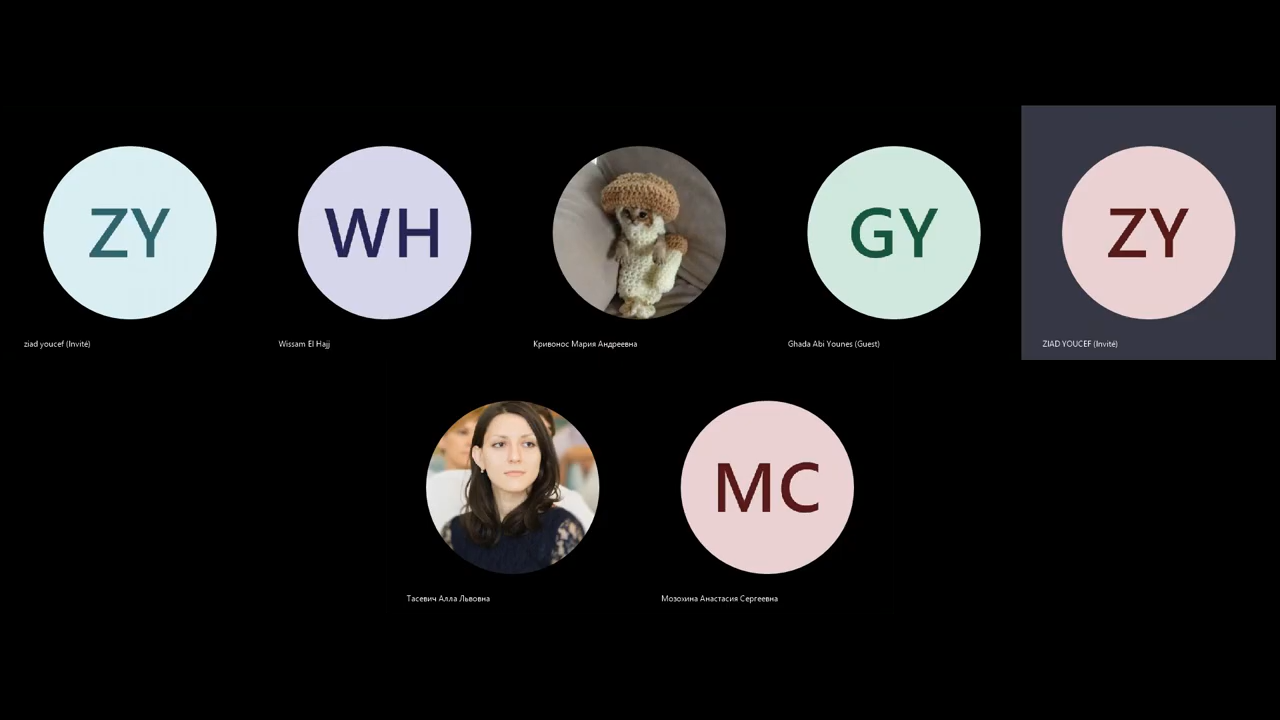 ZY
WH
GY
ZY
ziad youcef (Invité)
Wissam El Hajj
Кривонос Мария Андреевна
Ghada Abi Younes (Guest)
ZIAD YOUCEF (Invité)
MC
Тасевич Алла Львовна
Мозохина Анастасия Сергеевна